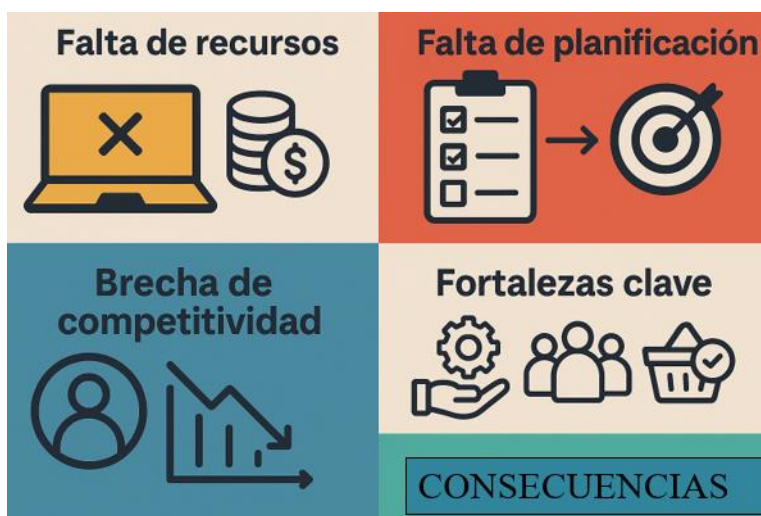 Falta de recursos
Falta de planificación
$
Brecha de
competitividad
Fortalezas clave
CONSECUENCIAS